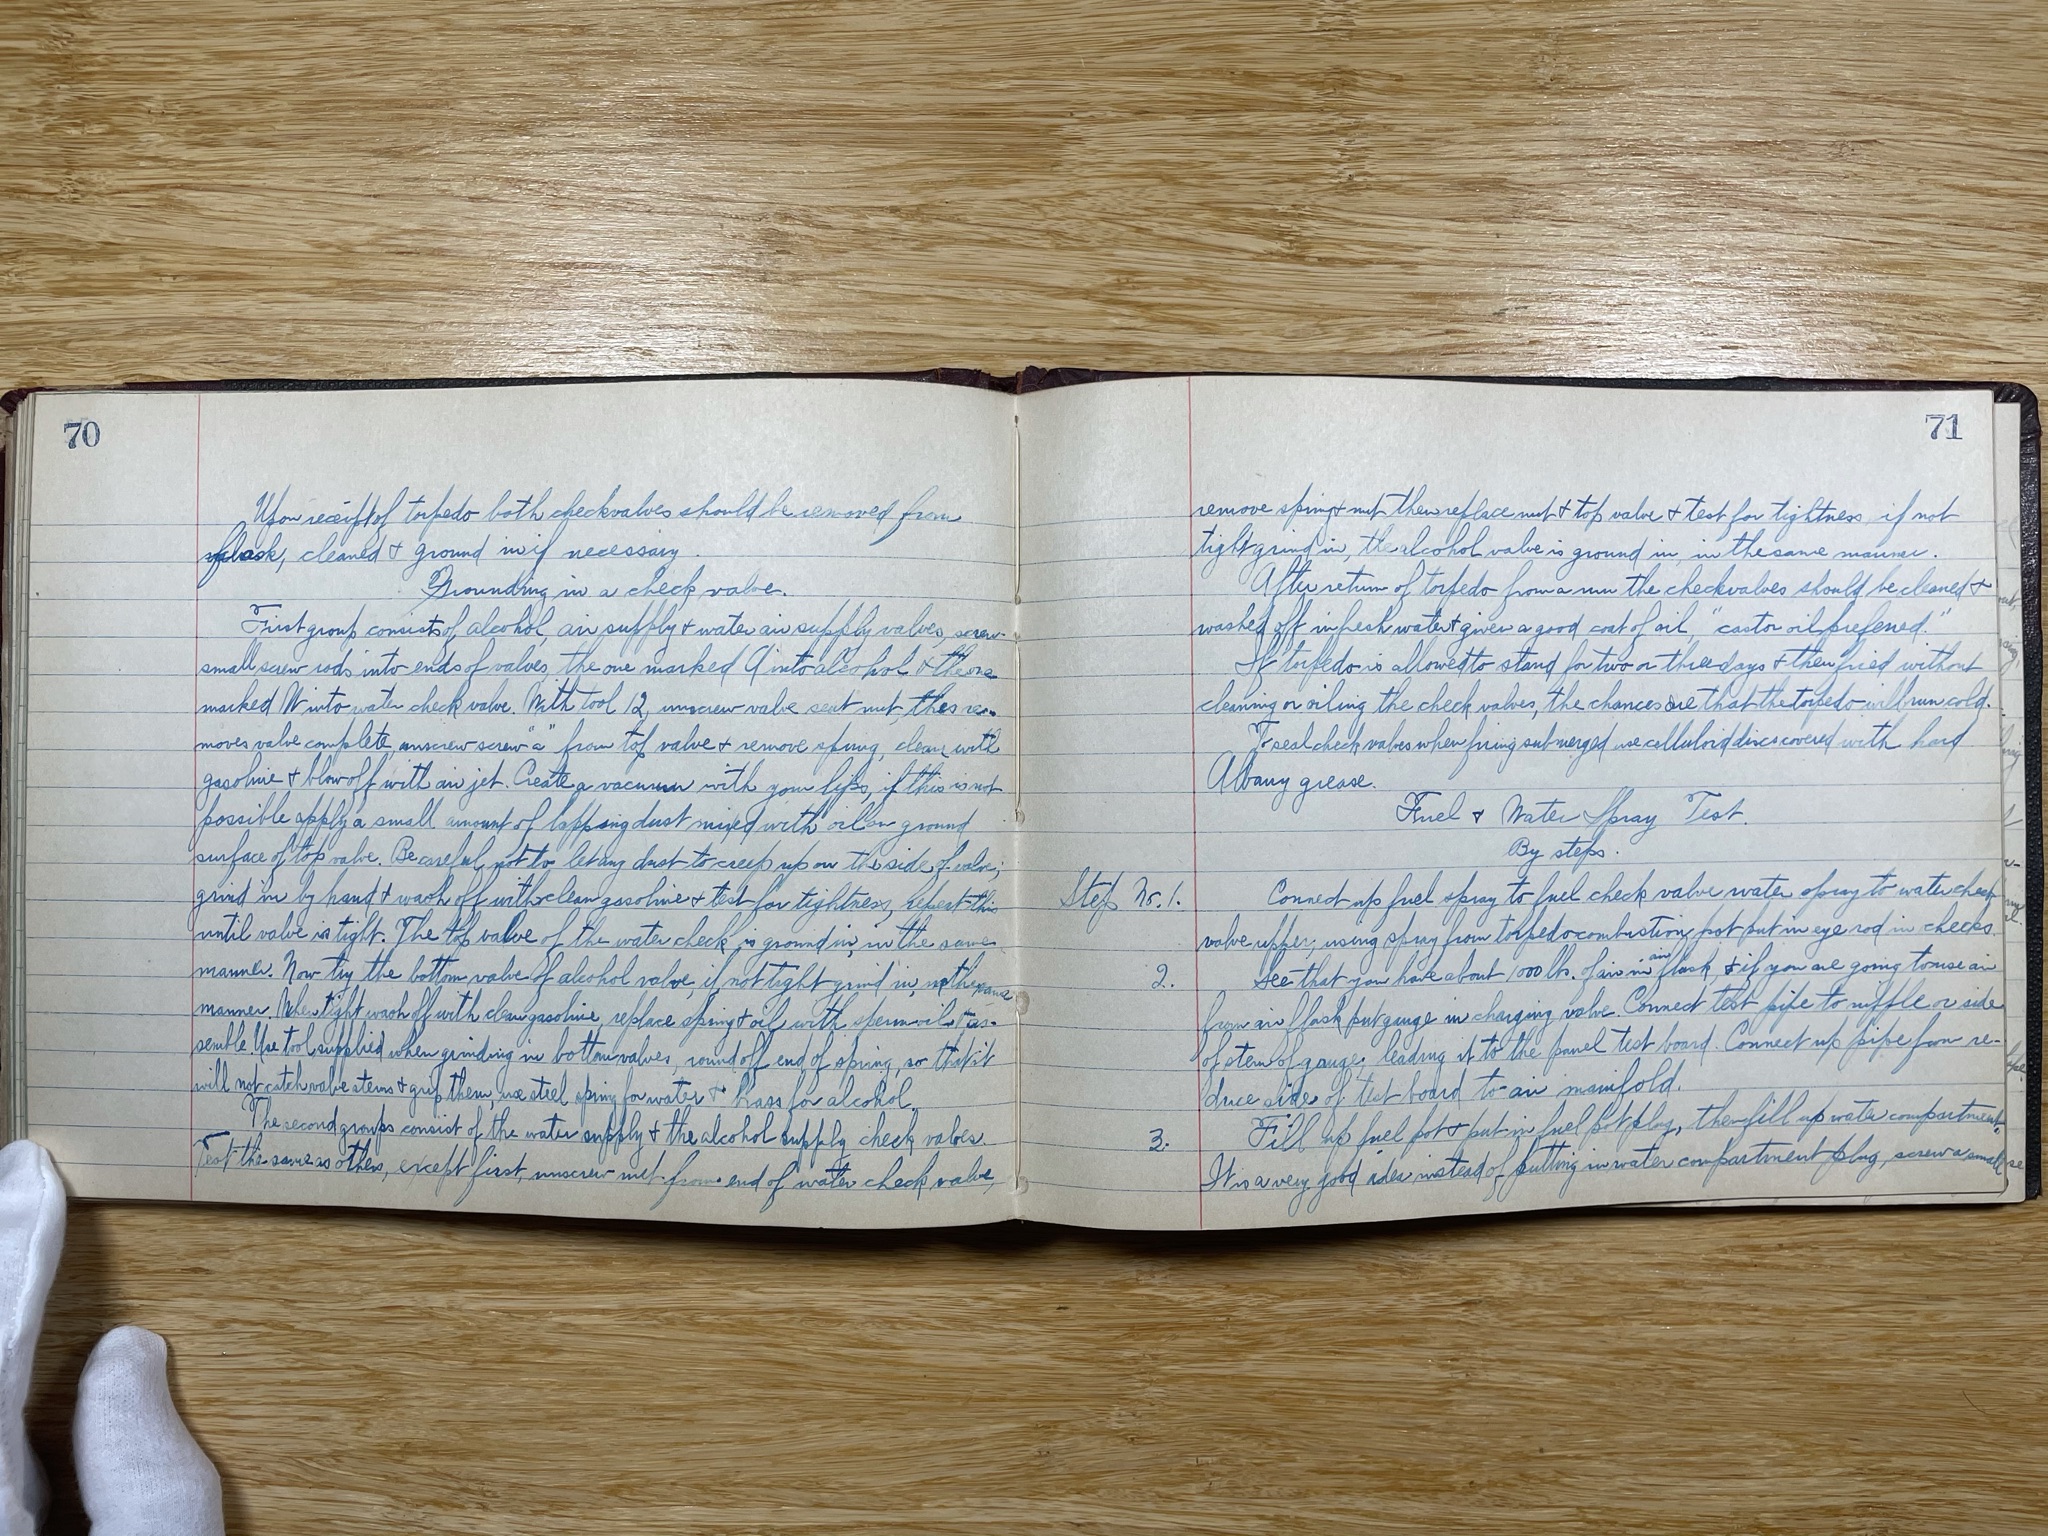 70
Upon receipt of torpedo both checkvalves should be removed from
flask, cleaned & ground in if necessary.
Grounding in a check valve.
First group consists of alcohol, air supply & water air supply valves, screw
small screw rods into ends of valves, the one marked A into alcohol & the one
marked W into water check valve. With tool 12, unscrew valve seat nut this re-
moves valve complete, unscrew screw "a" from top valve & remove spring, clean with
gasoline & blow off with air jet. Create a vacuum with your lips, if this is not
possible apply a small amount of lapping dust mixed with oil on ground
surface of top valve. Be careful not to let any dust to creep up on the side of valve;
grind in by hand & wash off with clean gasoline & test for tightness, repeat this
until valve is tight. The top valve of the water check is ground in, in the same
manner. Now try the bottom valve of alcohol valve, if not tight grind in, in the same
manner. When tight wash off with clean gasoline, replace spring & oil with sperm oil & as-
semble. Use tool supplied when grinding in bottom valves, round off end of spring, so that it
will not catch valve stems & grip them, use steel spring for water & brass for alcohol.
The second groups consist of the water supply & the alcohol supply check valves.
Test the same as others, except first, unscrew nut from end of water check valve,
71
remove spring & nut then replace nut & top valve & test for tightness if not
tight grind in, the alcohol valve is ground in, in the same manner.
After return of torpedo from a run the checkvalves should be cleaned &
washed off in fresh water & given a good coat of oil, "castor oil preferred."
If torpedo is allowed to stand for two or three days & then fired without
cleaning or oiling the check valves, the chances are that the torpedo will run cold.
To seal check valves when firing submerged use celluloid discs covered with hard
Albany grease.
Fuel & Water Spray Test.
By steps.
Step No. 1. Connect up fuel spray to fuel check valve water spray to water check
valve upper; using spray from torpedo combustion pot put in eye rod in checks
2. See that you have about 1000 lbs. of air in air flask, & if you are going to use air
from air flask put gauge in charging valve. Connect test pipe to nipple or side
of stem of gauge; leading it to the panel test board. Connect up pipe from re-
duce side of test board to air manifold.
3. Fill up fuel pot & put in fuel pot plug, then fill up water compartment.
It is a very good idea instead of putting in water compartment plug, screw a small